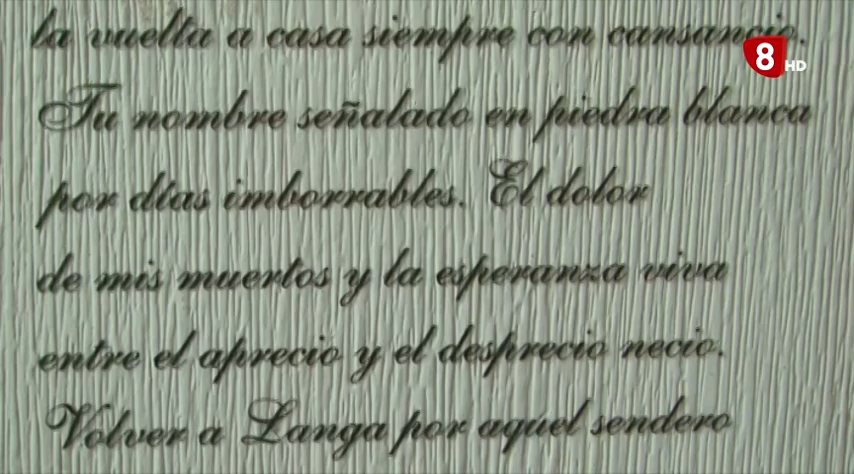 la vuelta a casa siempre con cansancio.
8 HD
Tu nombre señalado en piedra blanca
por días imborrables. El dolor
de mis muertos y la esperanza viva
entre el aprecio y el desprecio necio.
Volver a Langa por aquel sendero